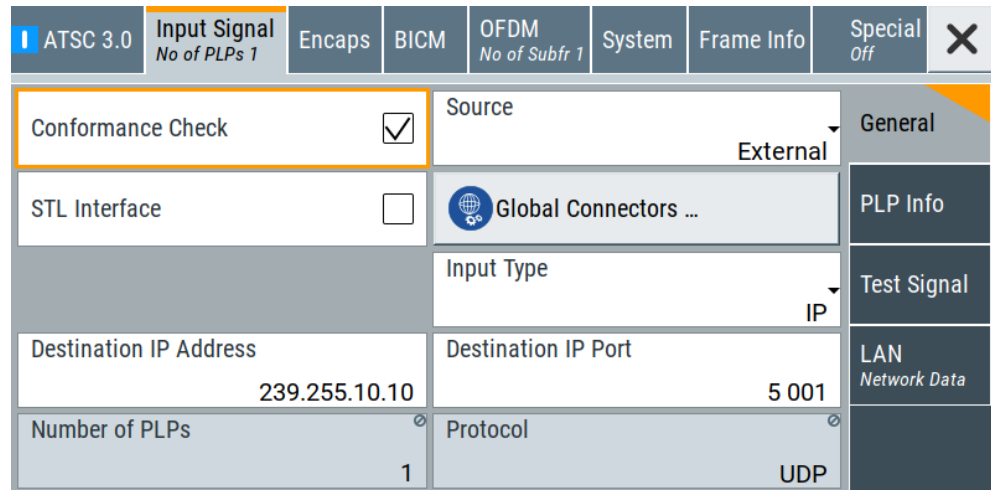 ATSC 3.0
Input Signal
No of PLPs 1
Encaps
BICM
OFDM
No of Subfr 1
System
Frame Info
Special
Off
Conformance Check
Source
External
General
STL Interface
Global Connectors ...
PLP Info
Input Type
IP
Test Signal
Destination IP Address
239.255.10.10
Destination IP Port
5 001
LAN
Network Data
Number of PLPs
1
Protocol
UDP